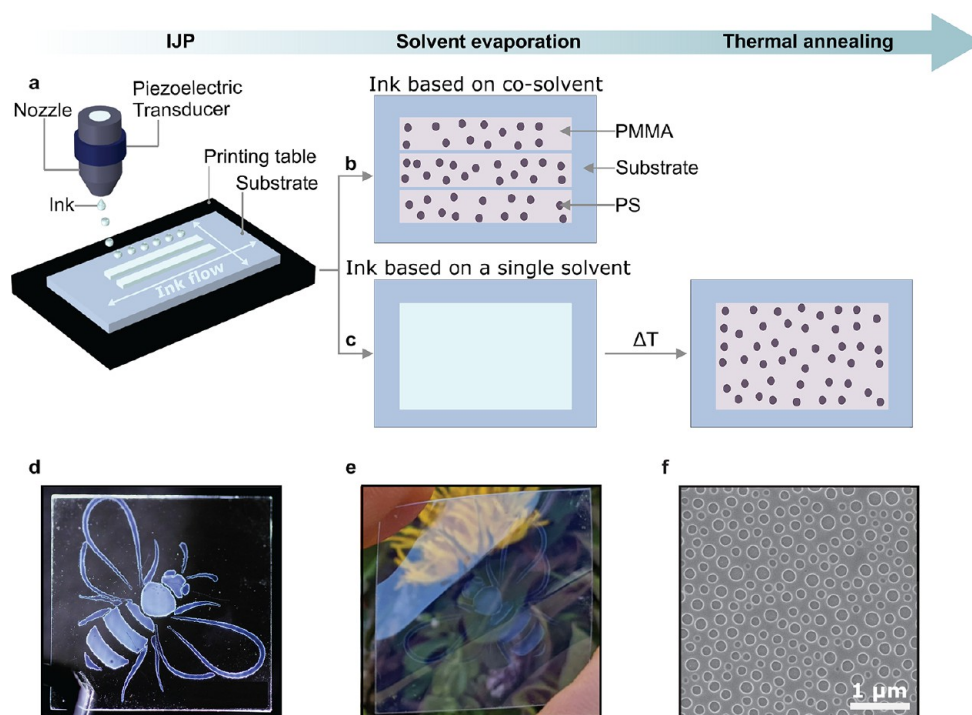 IJP
Solvent evaporation
Thermal annealing
a
Nozzle
Piezoelectric
Transducer
Printing table
Substrate
Ink
Ink flow
Ink based on co-solvent
b
PMMA
Substrate
PS
Ink based on a single solvent
c
ΔT
d
e
f
1 μm